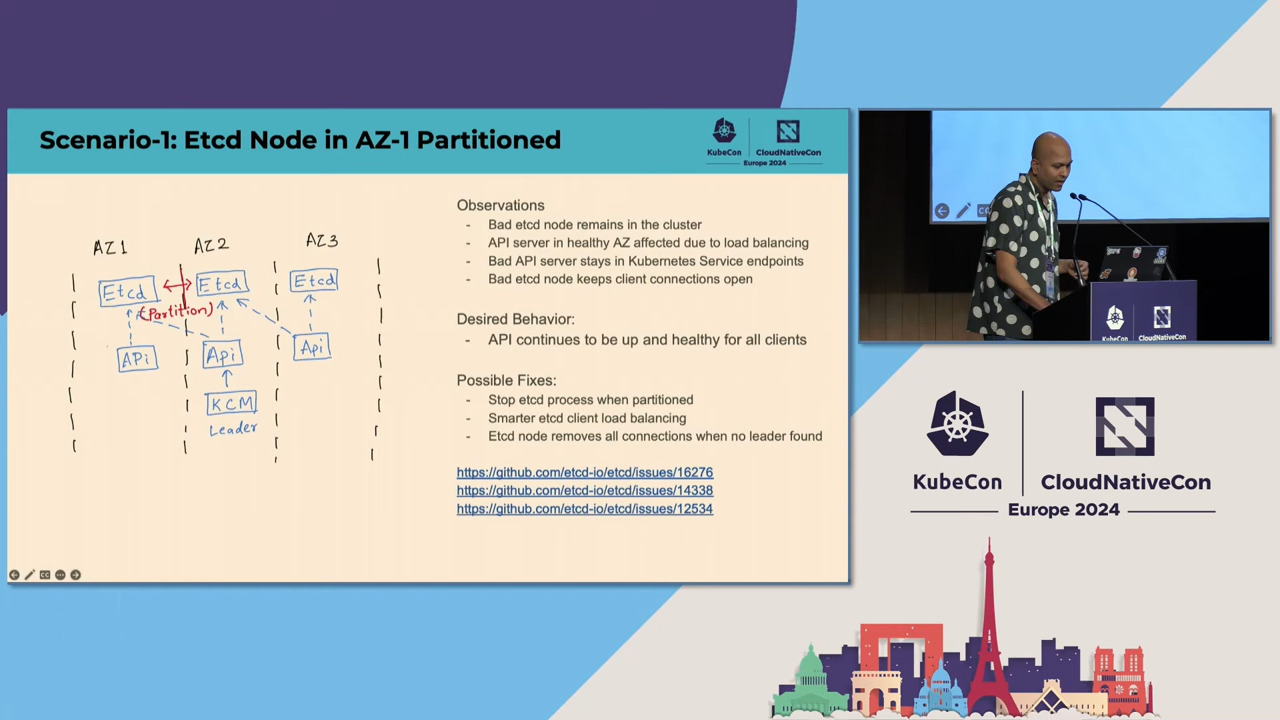 Scenario-1: Etcd Node in AZ-1 Partitioned
KubeCon
CloudNativeCon
Europe 2024
AZ1
AZ2
AZ3
Etcd
Etcd
Etcd
(Partition)
APi
Api
Api
KCM
Leader
Observations
- Bad etcd node remains in the cluster
- API server in healthy AZ affected due to load balancing
- Bad API server stays in Kubernetes Service endpoints
- Bad etcd node keeps client connections open
Desired Behavior:
- API continues to be up and healthy for all clients
Possible Fixes:
- Stop etcd process when partitioned
- Smarter etcd client load balancing
- Etcd node removes all connections when no leader found
https://github.com/etcd-io/etcd/issues/16276
https://github.com/etcd-io/etcd/issues/14338
https://github.com/etcd-io/etcd/issues/12534
CC
KubeCon
CloudNativeCon
KubeCon
CloudNativeCon
Europe 2024